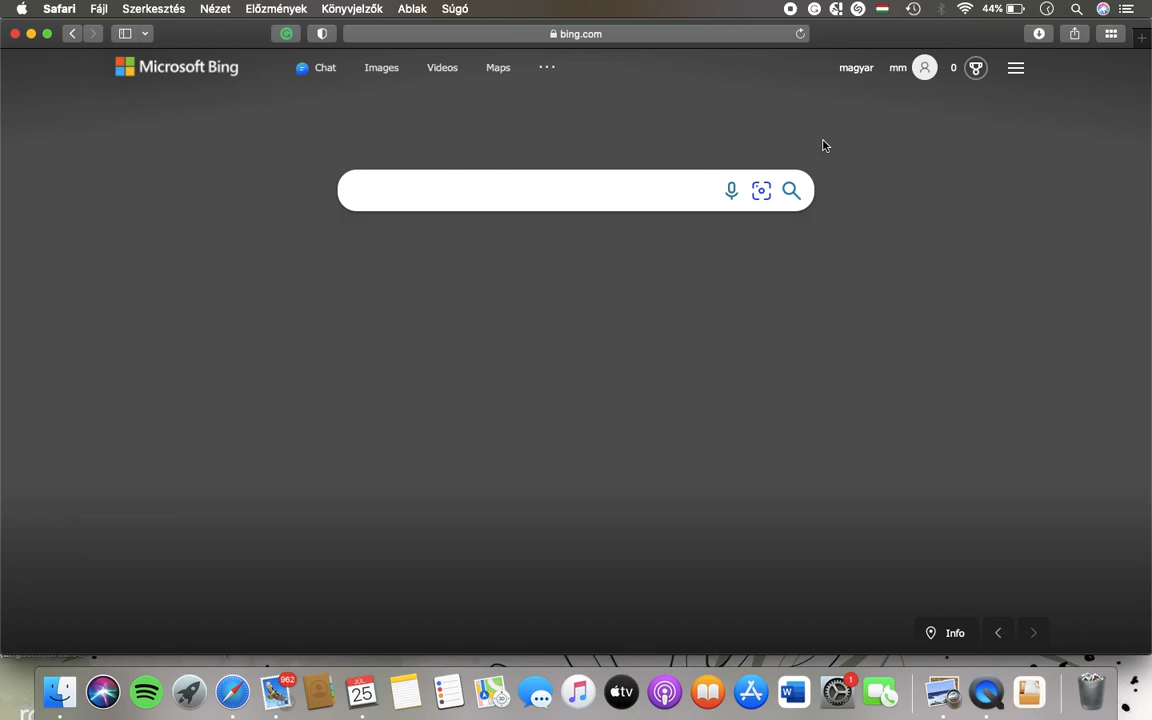 Safari Fájl Szerkesztés Nézet Előzmények Könyvjelzők Ablak Súgó 44%
bing.com
Microsoft Bing Chat Images Videos Maps magyar mm 0
Info
962 JUL 25 1